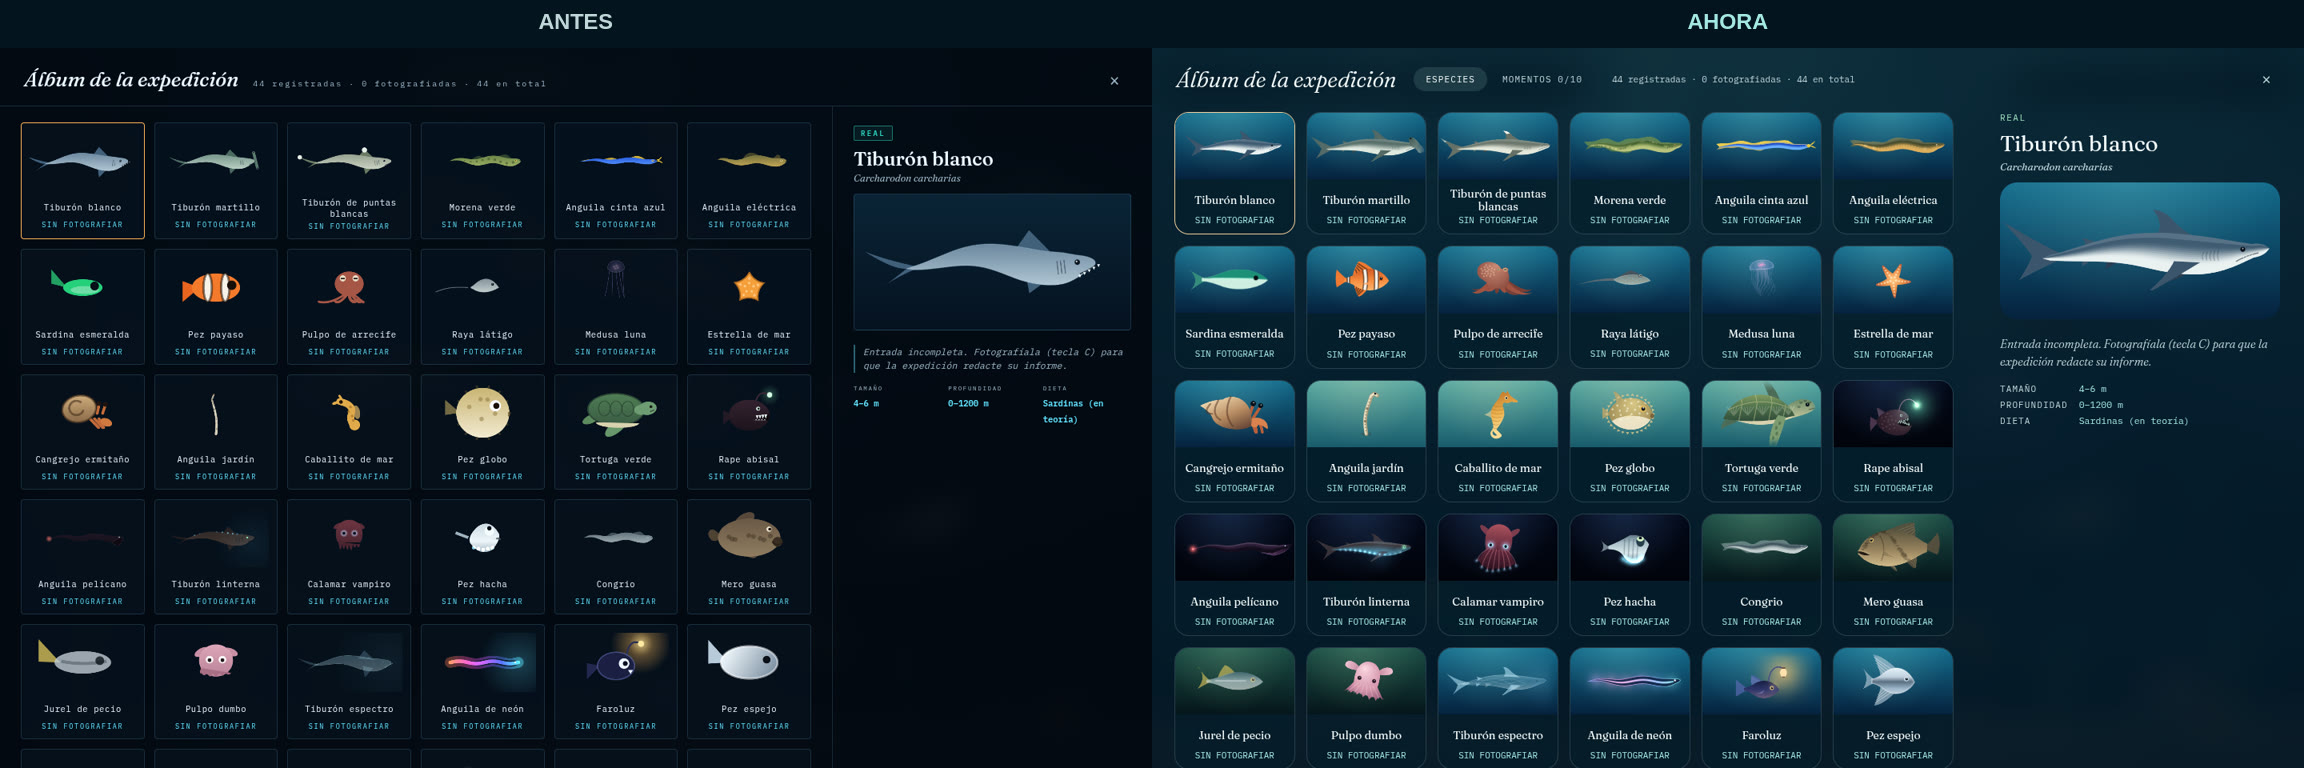 ANTES
Álbum de la expedición
44 registradas · 0 fotografiadas · 44 en total
×
Tiburón blanco
SIN FOTOGRAFIAR
Tiburón martillo
SIN FOTOGRAFIAR
Tiburón de puntas
blancas
SIN FOTOGRAFIAR
Morena verde
SIN FOTOGRAFIAR
Anguila cinta azul
SIN FOTOGRAFIAR
Anguila eléctrica
SIN FOTOGRAFIAR
Sardina esmeralda
SIN FOTOGRAFIAR
Pez payaso
SIN FOTOGRAFIAR
Pulpo de arrecife
SIN FOTOGRAFIAR
Raya látigo
SIN FOTOGRAFIAR
Medusa luna
SIN FOTOGRAFIAR
Estrella de mar
SIN FOTOGRAFIAR
Cangrejo ermitaño
SIN FOTOGRAFIAR
Anguila jardín
SIN FOTOGRAFIAR
Caballito de mar
SIN FOTOGRAFIAR
Pez globo
SIN FOTOGRAFIAR
Tortuga verde
SIN FOTOGRAFIAR
Rape abisal
SIN FOTOGRAFIAR
Anguila pelícano
SIN FOTOGRAFIAR
Tiburón linterna
SIN FOTOGRAFIAR
Calamar vampiro
SIN FOTOGRAFIAR
Pez hacha
SIN FOTOGRAFIAR
Congrio
SIN FOTOGRAFIAR
Mero guasa
SIN FOTOGRAFIAR
Jurel de pecio
SIN FOTOGRAFIAR
Pulpo dumbo
SIN FOTOGRAFIAR
Tiburón espectro
SIN FOTOGRAFIAR
Anguila de neón
SIN FOTOGRAFIAR
Faroluz
SIN FOTOGRAFIAR
Pez espejo
SIN FOTOGRAFIAR
REAL
Tiburón blanco
Carcharodon carcharias
Entrada incompleta. Fotografíala (tecla C) para
que la expedición redacte su informe.
TAMAÑO
4–6 m
PROFUNDIDAD
0–1200 m
DIETA
Sardinas (en
teoría)
AHORA
Álbum de la expedición
ESPECIES
MOMENTOS 0/10
44 registradas · 0 fotografiadas · 44 en total
×
Tiburón blanco
SIN FOTOGRAFIAR
Tiburón martillo
SIN FOTOGRAFIAR
Tiburón de puntas
blancas
SIN FOTOGRAFIAR
Morena verde
SIN FOTOGRAFIAR
Anguila cinta azul
SIN FOTOGRAFIAR
Anguila eléctrica
SIN FOTOGRAFIAR
Sardina esmeralda
SIN FOTOGRAFIAR
Pez payaso
SIN FOTOGRAFIAR
Pulpo de arrecife
SIN FOTOGRAFIAR
Raya látigo
SIN FOTOGRAFIAR
Medusa luna
SIN FOTOGRAFIAR
Estrella de mar
SIN FOTOGRAFIAR
Cangrejo ermitaño
SIN FOTOGRAFIAR
Anguila jardín
SIN FOTOGRAFIAR
Caballito de mar
SIN FOTOGRAFIAR
Pez globo
SIN FOTOGRAFIAR
Tortuga verde
SIN FOTOGRAFIAR
Rape abisal
SIN FOTOGRAFIAR
Anguila pelícano
SIN FOTOGRAFIAR
Tiburón linterna
SIN FOTOGRAFIAR
Calamar vampiro
SIN FOTOGRAFIAR
Pez hacha
SIN FOTOGRAFIAR
Congrio
SIN FOTOGRAFIAR
Mero guasa
SIN FOTOGRAFIAR
Jurel de pecio
SIN FOTOGRAFIAR
Pulpo dumbo
SIN FOTOGRAFIAR
Tiburón espectro
SIN FOTOGRAFIAR
Anguila de neón
SIN FOTOGRAFIAR
Faroluz
SIN FOTOGRAFIAR
Pez espejo
SIN FOTOGRAFIAR
REAL
Tiburón blanco
Carcharodon carcharias
Entrada incompleta. Fotografíala (tecla C) para que la
expedición redacte su informe.
TAMAÑO 4–6 m
PROFUNDIDAD 0–1200 m
DIETA Sardinas (en teoría)